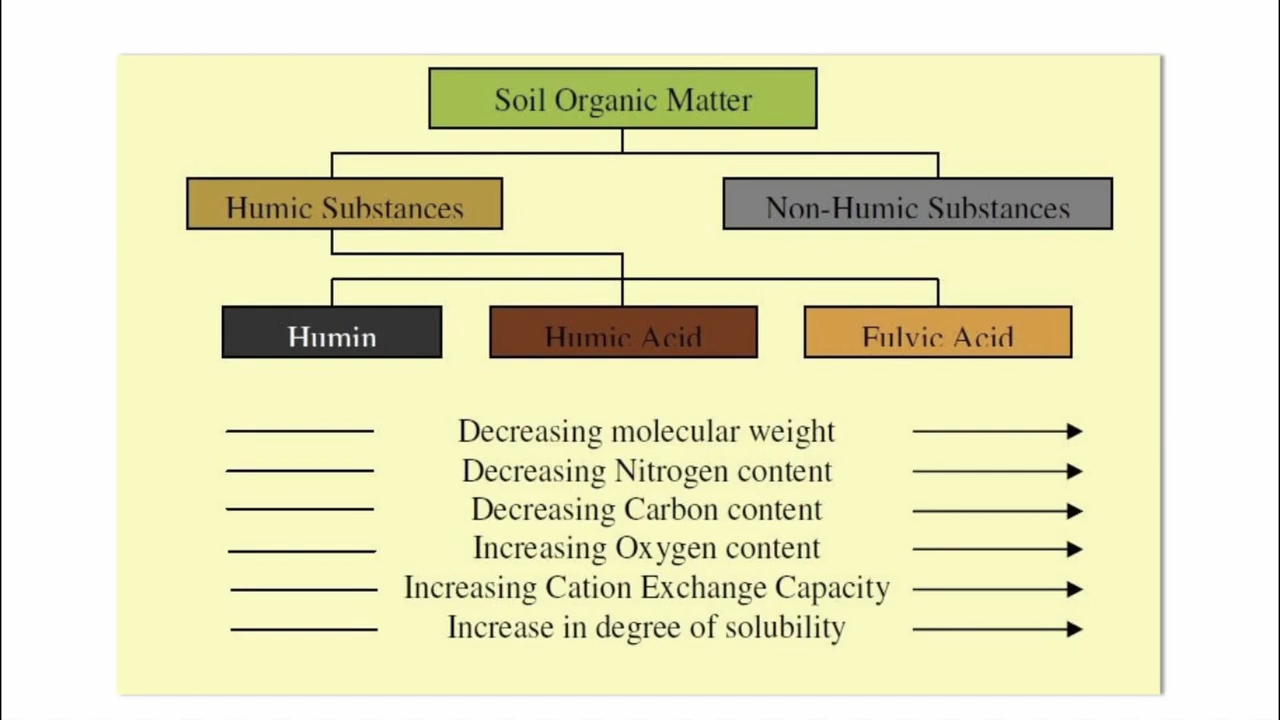 Soil Organic Matter
Humic Substances
Non-Humic Substances
Humin
Humic Acid
Fulvic Acid
Decreasing molecular weight
Decreasing Nitrogen content
Decreasing Carbon content
Increasing Oxygen content
Increasing Cation Exchange Capacity
Increase in degree of solubility